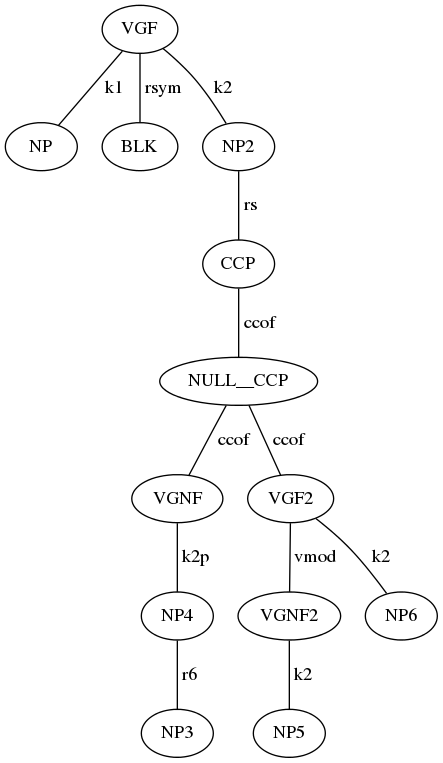 VGF
k1 rsym k2
NP BLK NP2
rs
CCP
ccof
NULL__CCP
ccof ccof
VGNF VGF2
k2p vmod k2
NP4 VGNF2 NP6
r6 k2
NP3 NP5